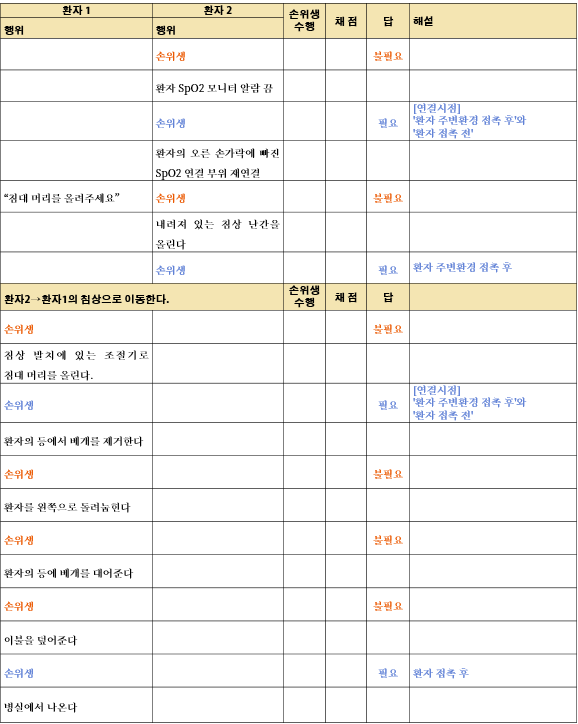 환자 1 환자 2 손위생 수행 채 점 답 해설
행위 행위
손위생 불필요
환자 SpO2 모니터 알람 끔
손위생 필요 [연결시점]
'환자 주변환경 접촉 후'와
'환자 접촉 전'
환자의 오른 손가락에 빠진
SpO2 연결 부위 재연결
“침대 머리를 올려주세요” 손위생 불필요
내려져 있는 침상 난간을
올린다
손위생 필요 환자 주변환경 접촉 후
환자2→환자1의 침상으로 이동한다. 손위생 수행 채 점 답
손위생 불필요
침상 발치에 있는 조절기로
침대 머리를 올린다.
손위생 필요 [연결시점]
'환자 주변환경 접촉 후'와
'환자 접촉 전'
환자의 등에서 베개를 제거한다
손위생 불필요
환자를 왼쪽으로 돌려눕힌다
손위생 불필요
환자의 등에 베개를 대어준다
손위생 불필요
이불을 덮어준다
손위생 필요 환자 접촉 후
병실에서 나온다